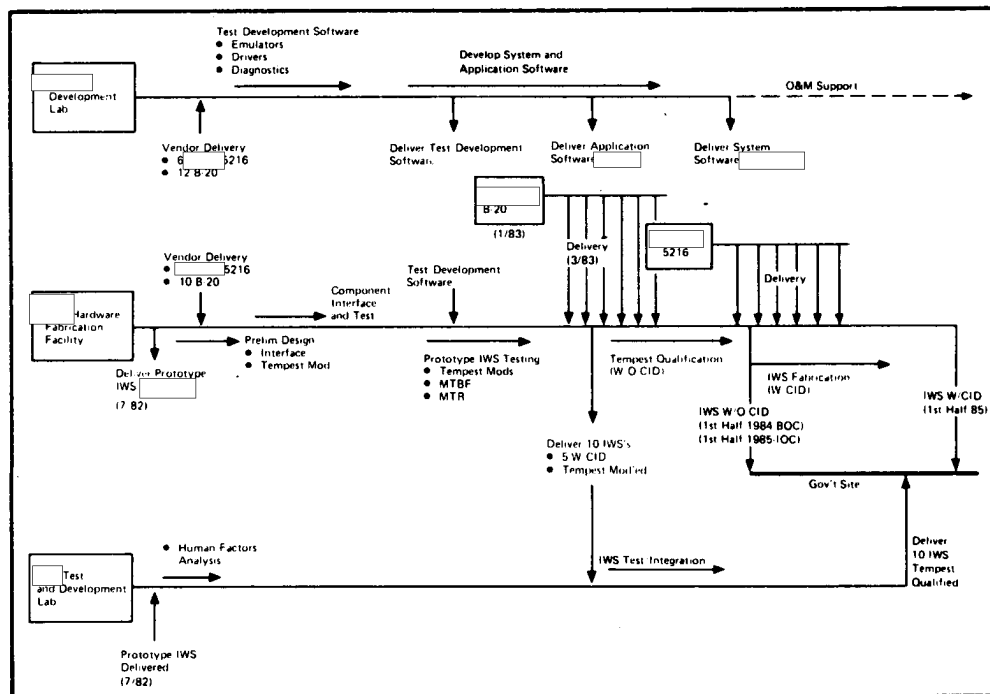 Test Development Software
● Emulators
● Drivers
● Diagnostics
Develop System and
Application Software
O&M Support
Development
Lab
Vendor Delivery
● 6 5216
● 12 B-20
Deliver Test Development
Software
Deliver Application
Software
Deliver System
Software
B-20
(1/83)
Delivery
(3/83)
5216
Delivery
Vendor Delivery
● 5216
● 10 B-20
Test Development
Software
Component
Interface
and Test
Hardware
Fabrication
Facility
Deliver Prototype
IWS
(7/82)
Prelim Design
● Interface
● Tempest Mod
Prototype IWS Testing
● Tempest Mods
● MTBF
● MTR
Tempest Qualification
(W O CID)
IWS Fabrication
(W CID)
IWS W/O CID
(1st Half 1984 BOC)
(1st Half 1985-IOC)
IWS W/CID
(1st Half 85)
Deliver 10 IWS's
● 5 W CID
● Tempest Mod'ed
Gov't Site
Test
and Development
Lab
● Human Factors
Analysis
IWS Test Integration
Deliver
10 IWS
Tempest
Qualified
Prototype IWS
Delivered
(7/82)